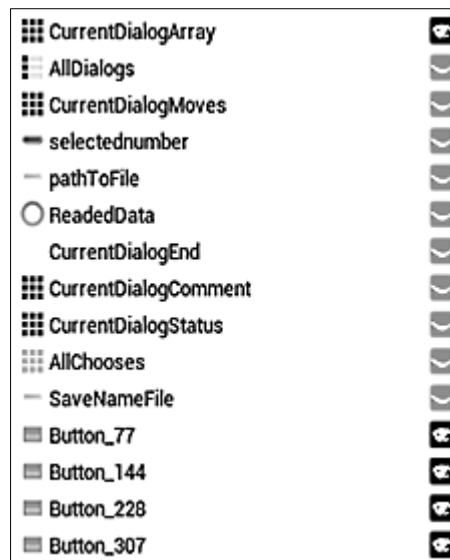 CurrentDialogArray
AllDialogs
CurrentDialogMoves
selectednumber
pathToFile
ReadedData
CurrentDialogEnd
CurrentDialogComment
CurrentDialogStatus
AllChooses
SaveNameFile
Button_77
Button_144
Button_228
Button_307